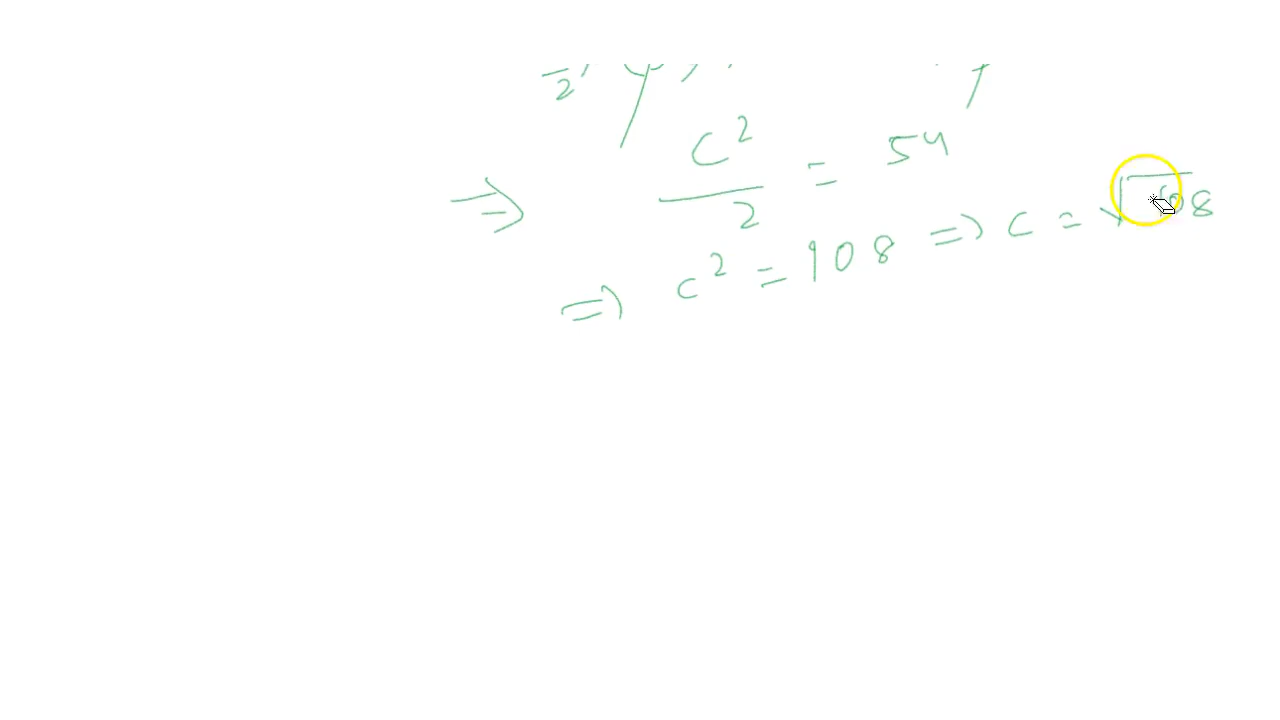 ⇒ c²/2 = 54
⇒ c² = 108 ⇒ c = √108